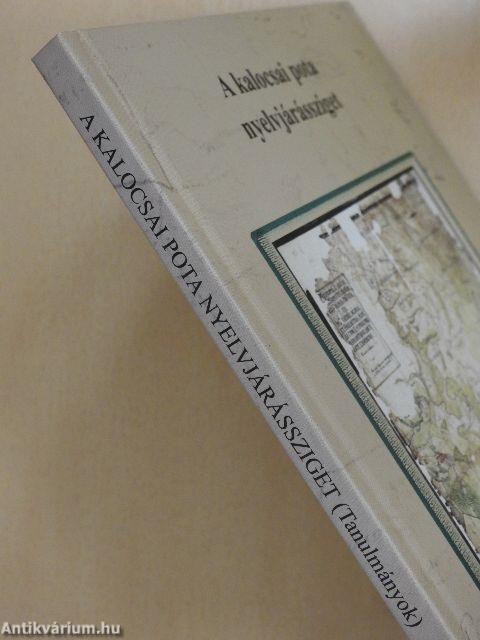 A kalocsai pota
nyelvjárássziget
A KALOCSAI POTA NYELVJÁRÁSSZIGET (Tanulmányok)
Antikvárium.hu